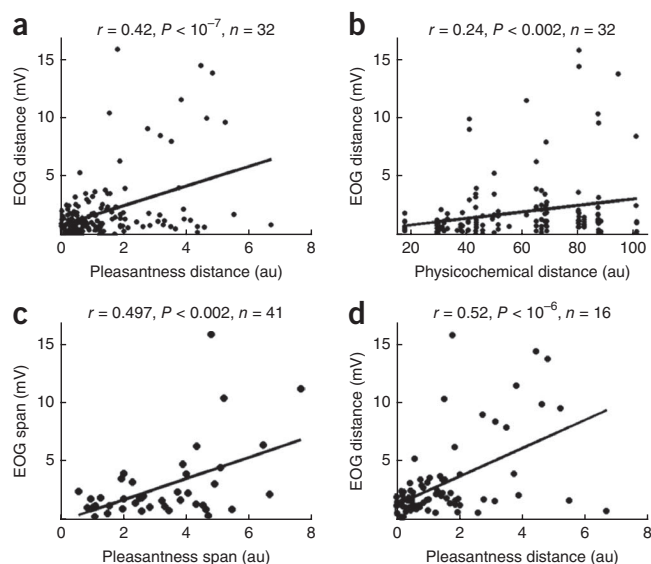 a
r = 0.42, P < 10⁻⁷, n = 32
EOG distance (mV)
15
10
5
0
2
4
6
8
Pleasantness distance (au)
b
r = 0.24, P < 0.002, n = 32
EOG distance (mV)
15
10
5
20
40
60
80
100
Physicochemical distance (au)
c
r = 0.497, P < 0.002, n = 41
EOG span (mV)
15
10
5
0
2
4
6
8
Pleasantness span (au)
d
r = 0.52, P < 10⁻⁶, n = 16
EOG distance (mV)
15
10
5
0
2
4
6
8
Pleasantness distance (au)